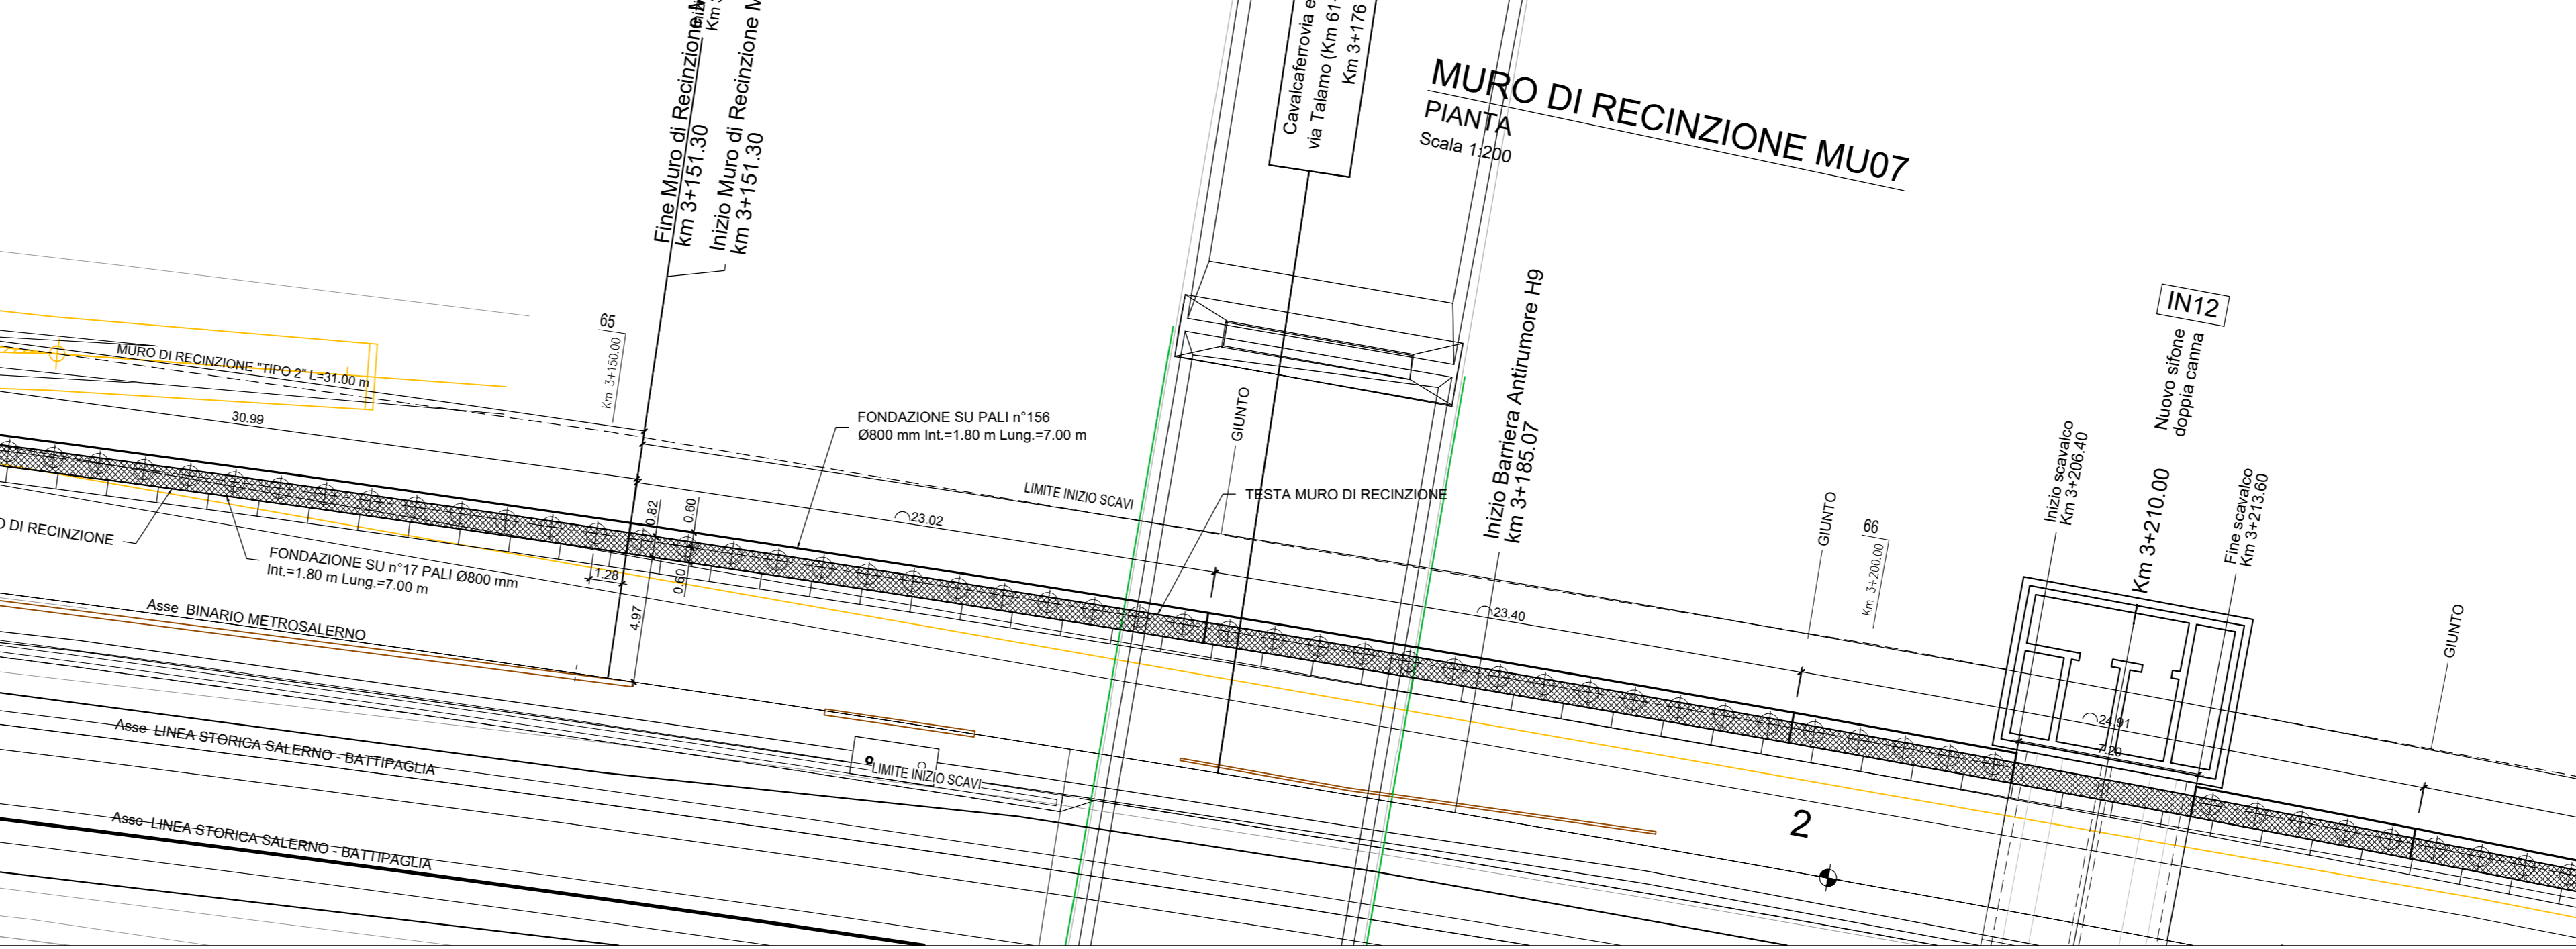 Fine Muro di Recinzione
km 3+151.30
Inizio Muro di Recinzione
km 3+151.30
Cavalcaferrovia
via Talamo (Km
Km 3+176
MURO DI RECINZIONE MU07
PIANTA
Scala 1:200
65
Km 3+150.00
MURO DI RECINZIONE "TIPO 2" L=31.00 m
30.99
FONDAZIONE SU PALI n°156
Ø800 mm Int.=1.80 m Lung.=7.00 m
GIUNTO
LIMITE INIZIO SCAVI
TESTA MURO DI RECINZIONE
Inizio Barriera Antirumore H9
km 3+185.07
GIUNTO
66
Km 3+200.00
IN12
Nuovo sifone
doppia canna
Inizio scavalco
Km 3+206.40
Km 3+210.00
Fine scavalco
Km 3+213.60
GIUNTO
DI RECINZIONE
FONDAZIONE SU n°17 PALI Ø800 mm
Int.=1.80 m Lung.=7.00 m
0.82
0.60
23.02
1.28
0.60
4.97
23.40
24.91
7.20
Asse BINARIO METROSALERNO
Asse LINEA STORICA SALERNO - BATTIPAGLIA
LIMITE INIZIO SCAVI
2
Asse LINEA STORICA SALERNO - BATTIPAGLIA